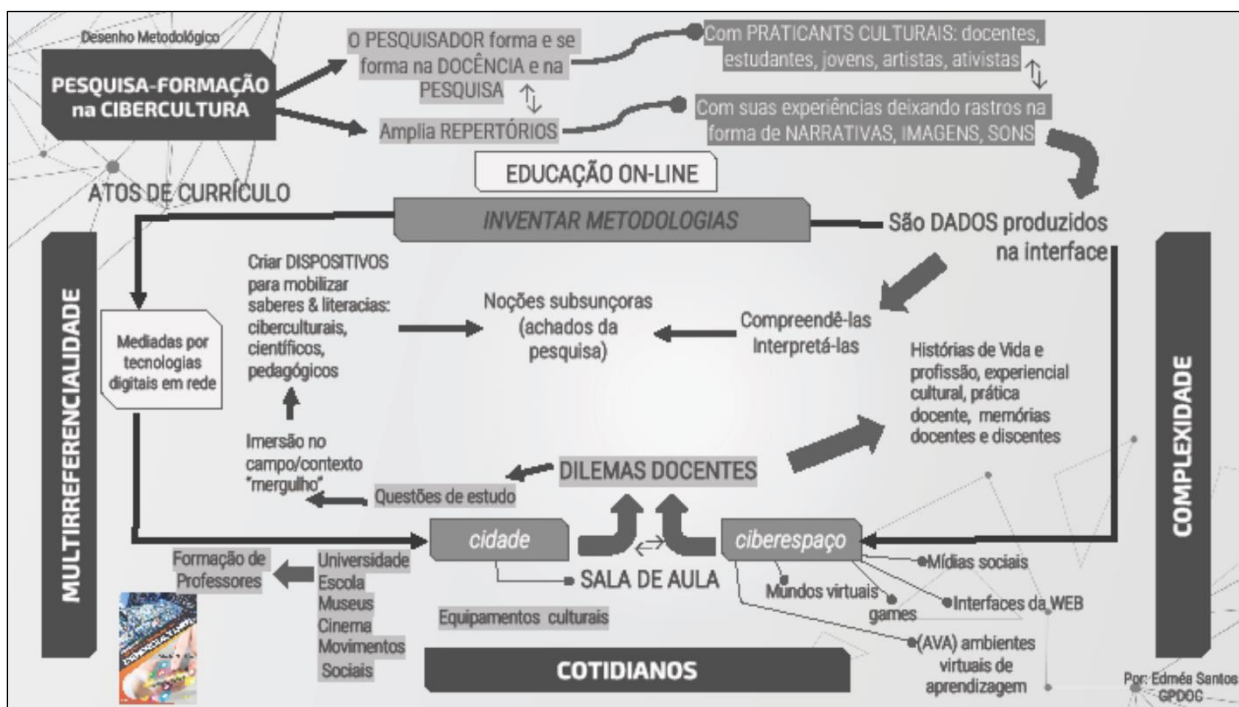 Desenho Metodológico
PESQUISA-FORMAÇÃO
na CIBERCULTURA
O PESQUISADOR forma e se
forma na DOCÊNCIA e na
PESQUISA
Amplia REPERTÓRIOS
Com PRATICANTS CULTURAIS: docentes,
estudantes, jovens, artistas, ativistas
Com suas experiências deixando rastros na
forma de NARRATIVAS, IMAGENS, SONS
EDUCAÇÃO ON-LINE
INVENTAR METODOLOGIAS
ATOS DE CURRÍCULO
São DADOS produzidos
na interface
MULTIRREFERENCIALIDADE
Mediadas por
tecnologias
digitais em rede
Criar DISPOSITIVOS
para mobilizar
saberes & literacias:
ciberculturais,
científicos,
pedagógicos
Noções subsunçoras
(achados da
pesquisa)
Compreendê-las
Interpretá-las
Histórias de Vida e
profissão, experiencial
cultural, prática
docente, memórias
docentes e discentes
COMPLEXIDADE
Imersão no
campo/contexto
"mergulho"
Questões de estudo
DILEMAS DOCENTES
cidade
ciberespaço
SALA DE AULA
Formação de
Professores
Universidade
Escola
Museus
Cinema
Movimentos
Sociais
Equipamentos culturais
Mundos virtuais
games
Mídias sociais
Interfaces da WEB
(AVA) ambientes
virtuais de
aprendizagem
COTIDIANOS
Por: Edméa Santos
GPDOC